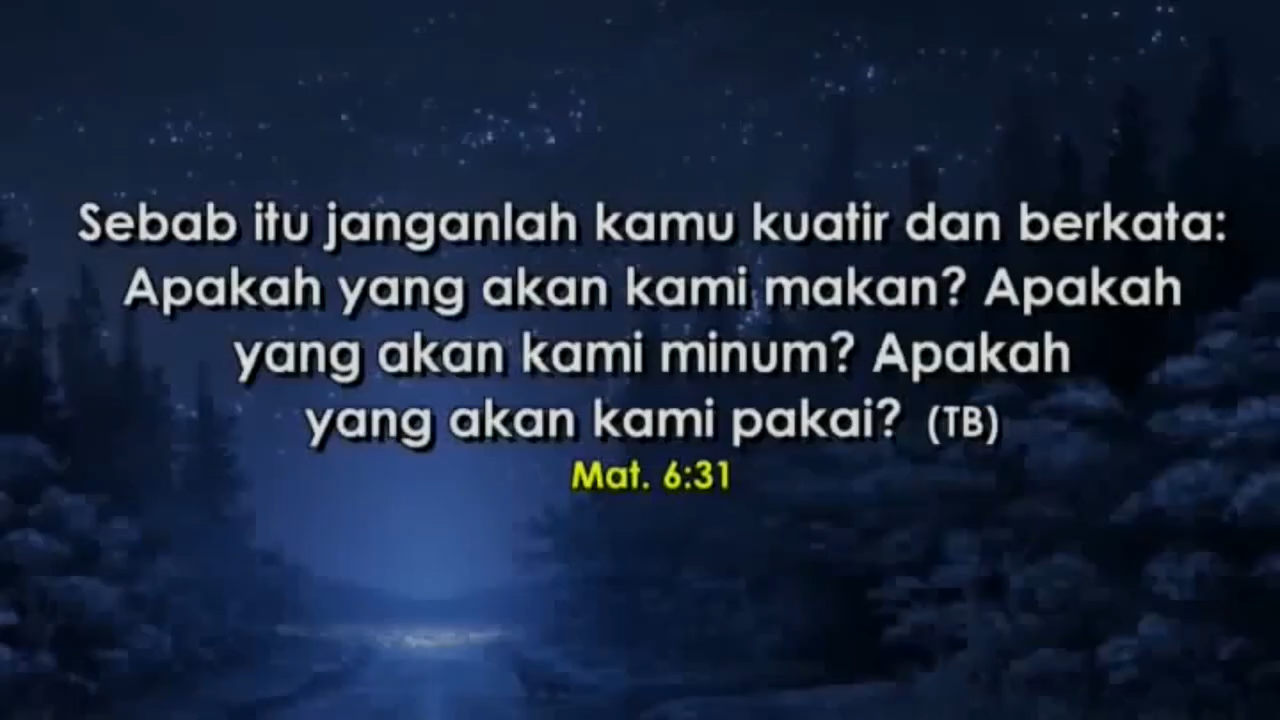 Sebab itu janganlah kamu kuatir dan berkata:
Apakah yang akan kami makan? Apakah
yang akan kami minum? Apakah
yang akan kami pakai? (TB)
Mat. 6:31